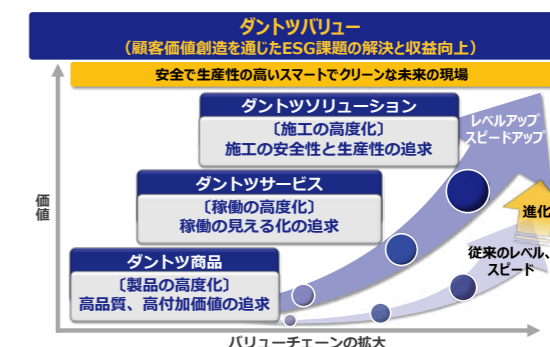 ダントツバリュー
（顧客価値創造を通じたESG課題の解決と収益向上）
安全で生産性の高いスマートでクリーンな未来の現場
ダントツソリューション
〔施工の高度化〕
施工の安全性と生産性の追求
レベルアップ
スピードアップ
ダントツサービス
〔稼働の高度化〕
稼働の見える化の追求
価値
進化
ダントツ商品
〔製品の高度化〕
高品質、高付加価値の追求
従来のレベル、
スピード
バリューチェーンの拡大